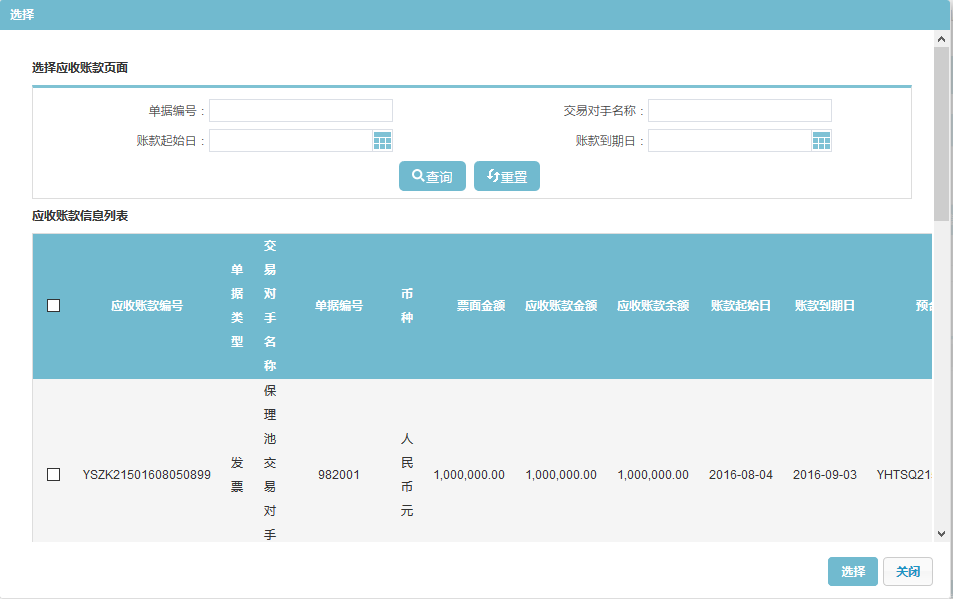 选择
选择应收账款页面
单据编号： 交易对手名称：
账款起始日： 账款到期日：
查询 重置
应收账款信息列表
应收账款编号 单据类型 交易对手名称 单据编号 币种 票面金额 应收账款金额 应收账款余额 账款起始日 账款到期日 预
YSZK21501608050899 发票 保理池交易对手 982001 人民币元 1,000,000.00 1,000,000.00 1,000,000.00 2016-08-04 2016-09-03 YHTSQ21
选择 关闭